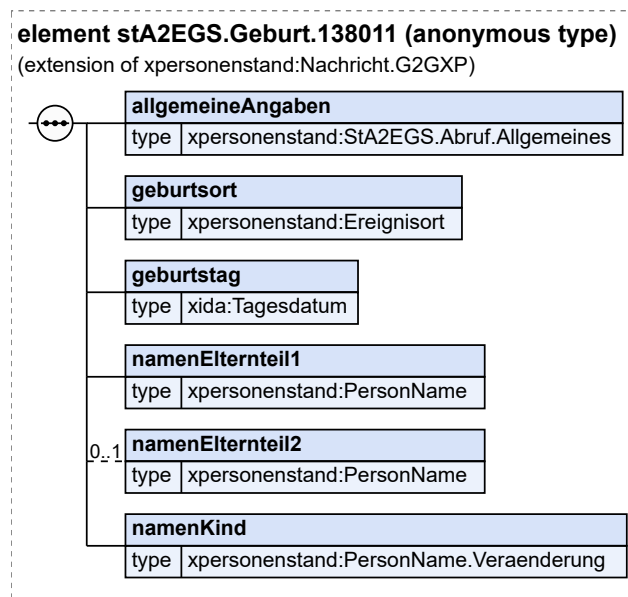 element stA2EGS.Geburt.138011 (anonymous type)
(extension of xpersonenstand:Nachricht.G2GXP)
allgemeineAngaben
type xpersonenstand:StA2EGS.Abruf.Allgemeines
geburtsort
type xpersonenstand:Ereignisort
geburtstag
type xida:Tagesdatum
namenElternteil1
type xpersonenstand:PersonName
0..1 namenElternteil2
type xpersonenstand:PersonName
namenKind
type xpersonenstand:PersonName.Veraenderung